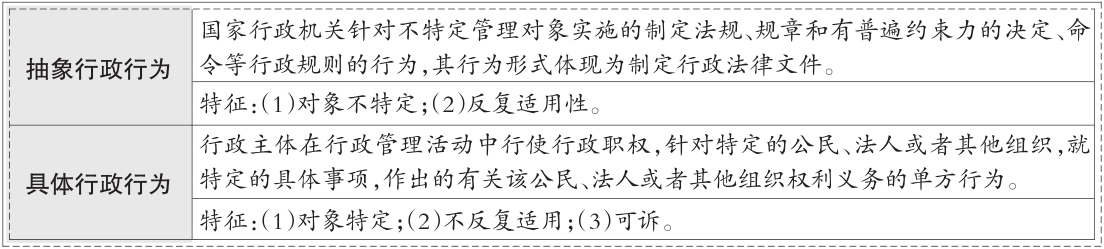 抽象行政行为
国家行政机关针对不特定管理对象实施的制定法规、规章和有普遍约束力的决定、命
令等行政规则的行为,其行为形式体现为制定行政法律文件。
特征:(1)对象不特定;(2)反复适用性。
具体行政行为
行政主体在行政管理活动中行使行政职权,针对特定的公民、法人或者其他组织,就
特定的具体事项,作出的有关该公民、法人或者其他组织权利义务的单方行为。
特征:(1)对象特定;(2)不反复适用;(3)可诉。